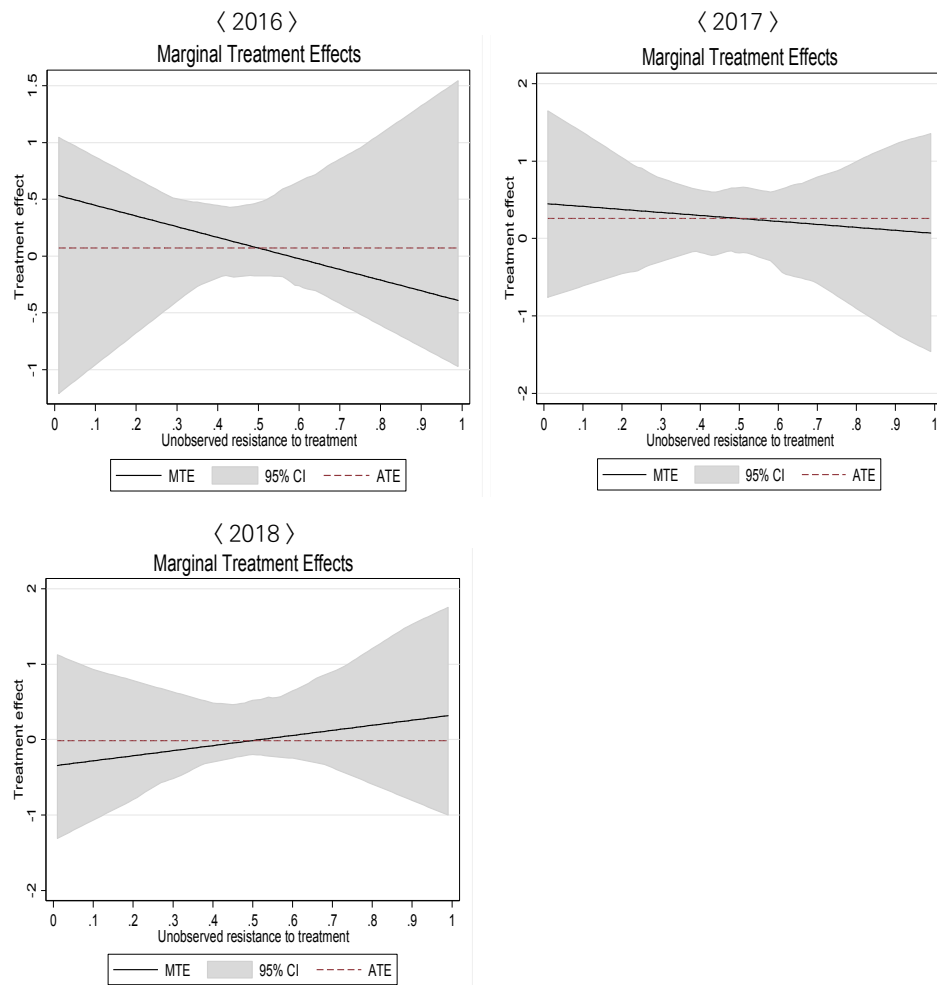 〈 2016 〉
Marginal Treatment Effects
Treatment effect
1.5
1
.5
0
-.5
-1
0 .1 .2 .3 .4 .5 .6 .7 .8 .9 1
Unobserved resistance to treatment
MTE 95% CI ATE
〈 2017 〉
Marginal Treatment Effects
Treatment effect
2
1
0
-1
-2
0 .1 .2 .3 .4 .5 .6 .7 .8 .9 1
Unobserved resistance to treatment
MTE 95% CI ATE
〈 2018 〉
Marginal Treatment Effects
Treatment effect
2
1
0
-1
-2
0 .1 .2 .3 .4 .5 .6 .7 .8 .9 1
Unobserved resistance to treatment
MTE 95% CI ATE